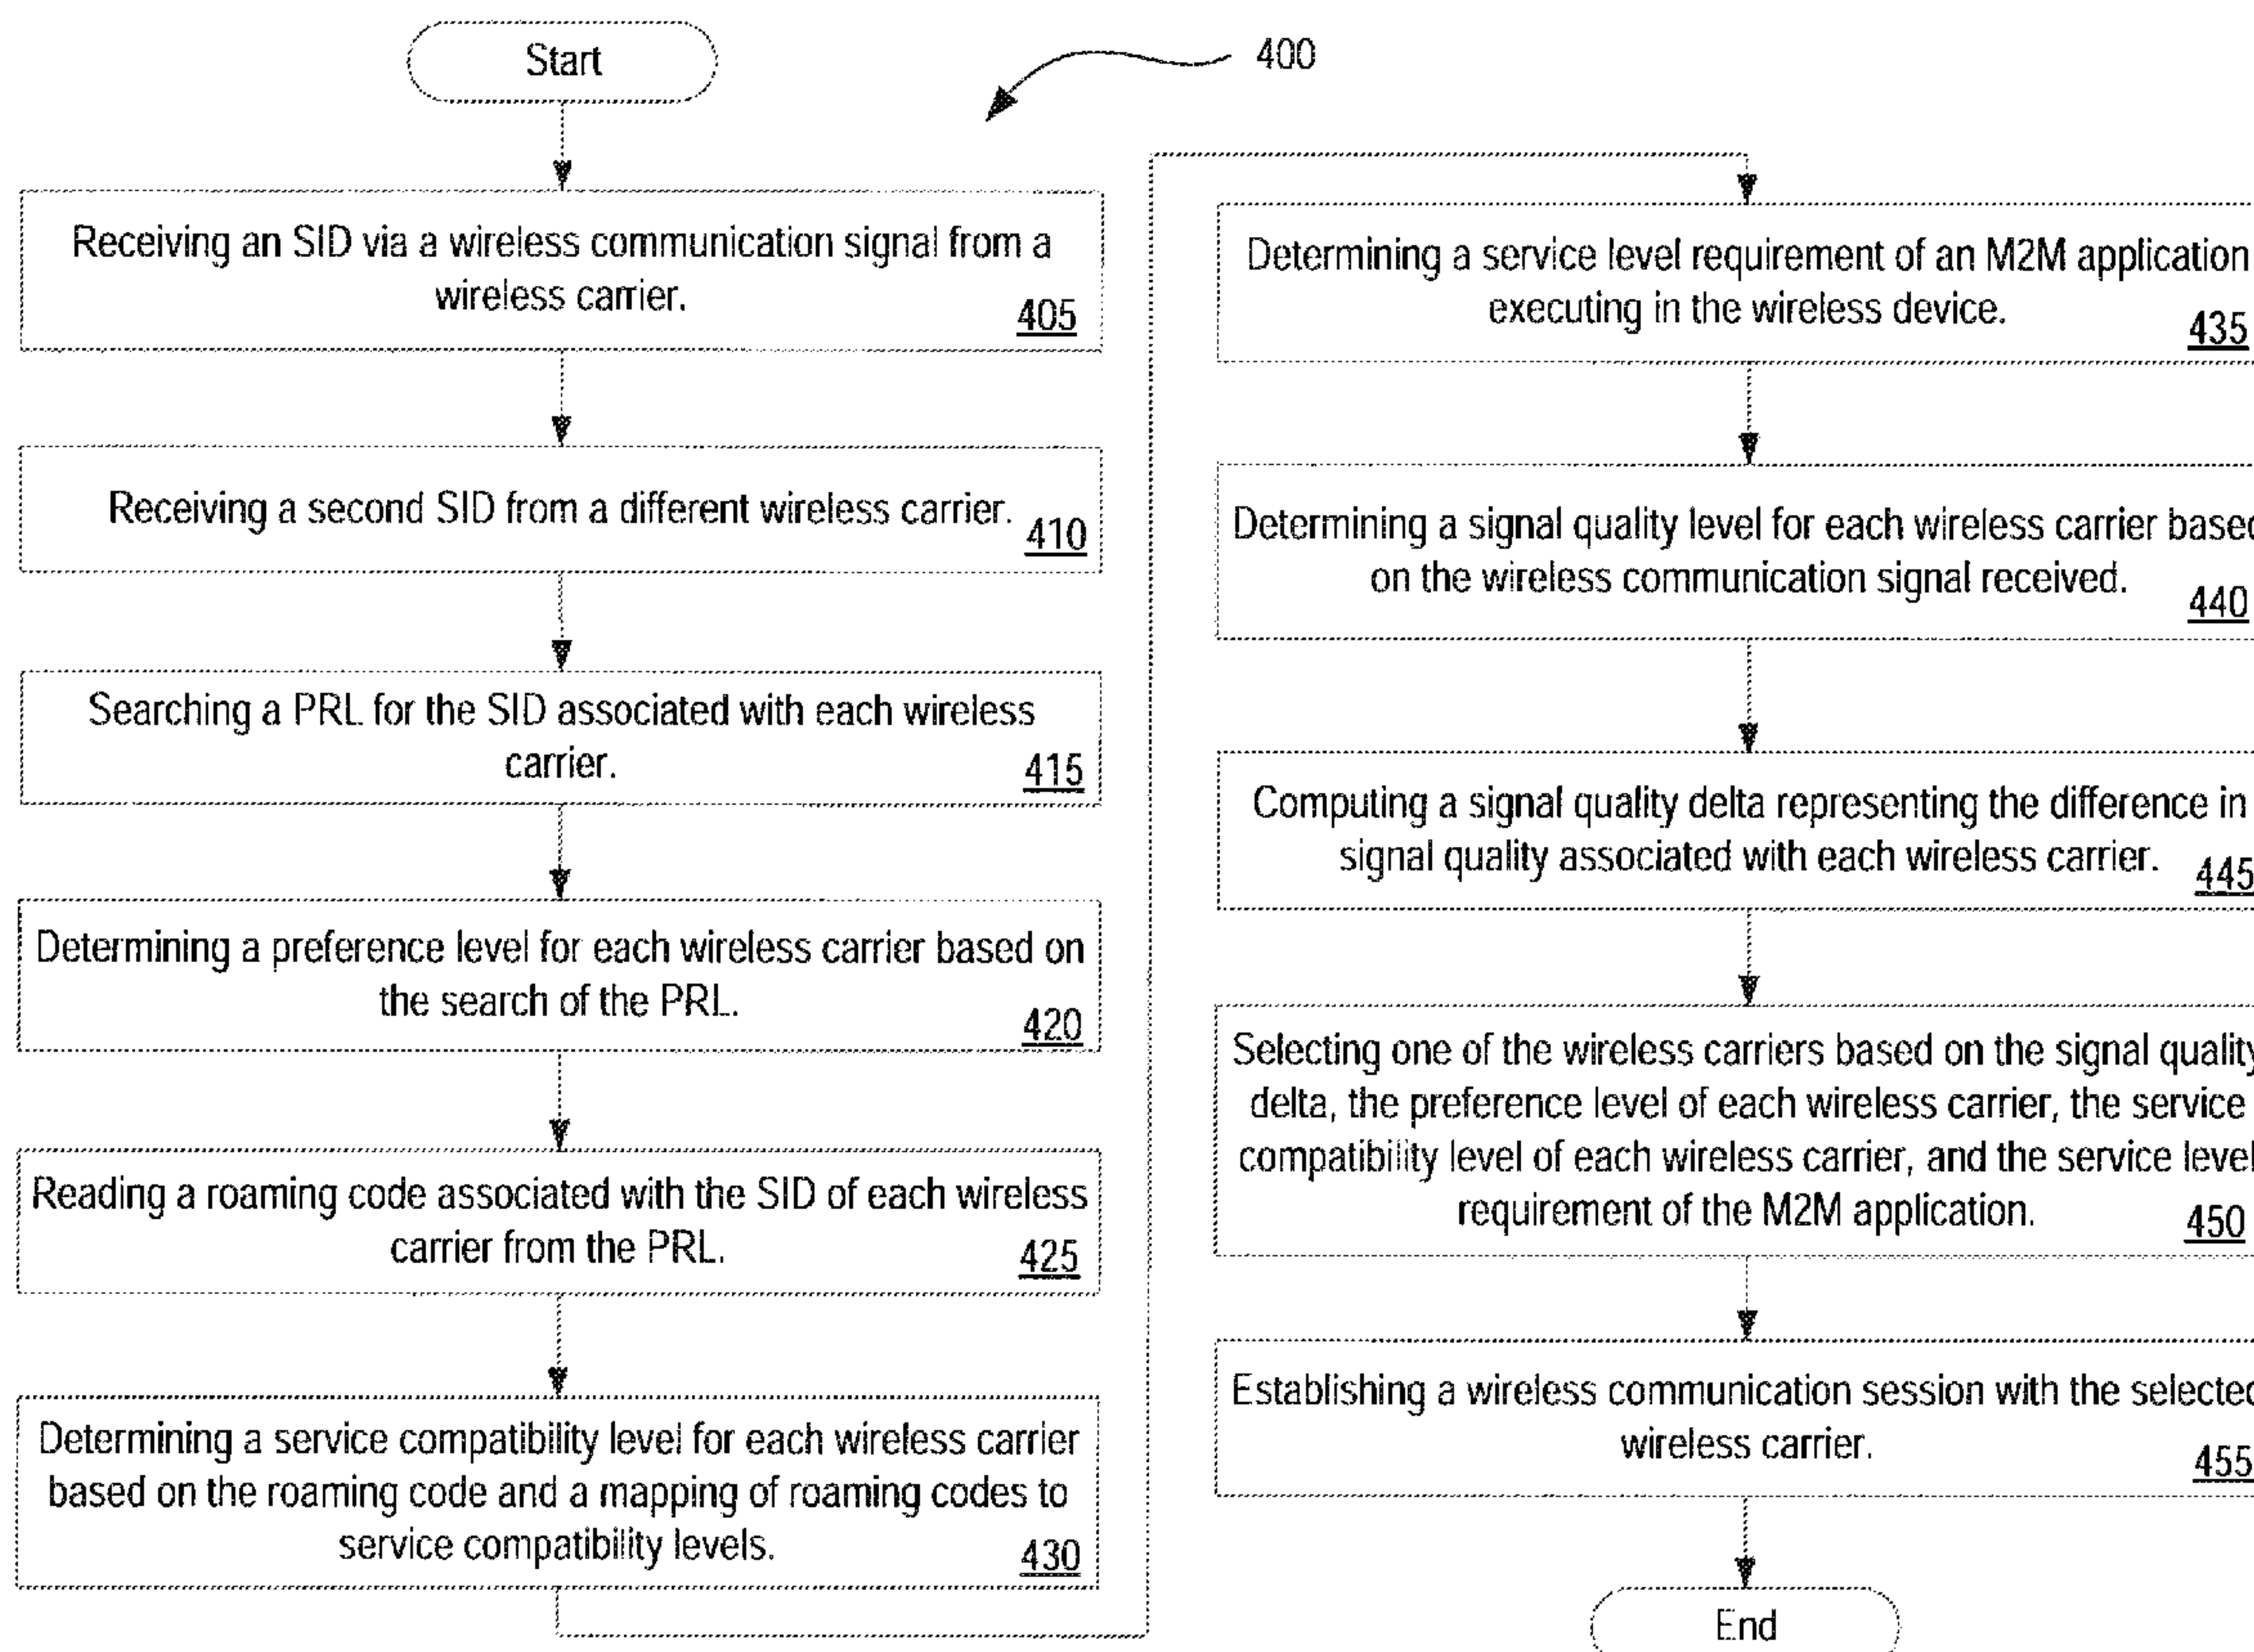 Start
400
Receiving an SID via a wireless communication signal from a
wireless carrier.
405
Receiving a second SID from a different wireless carrier.
410
Searching a PRL for the SID associated with each wireless
carrier.
415
Determining a preference level for each wireless carrier based on
the search of the PRL.
420
Reading a roaming code associated with the SID of each wireless
carrier from the PRL.
425
Determining a service compatibility level for each wireless carrier
based on the roaming code and a mapping of roaming codes to
service compatibility levels.
430
Determining a service level requirement of an M2M application
executing in the wireless device.
435
Determining a signal quality level for each wireless carrier based
on the wireless communication signal received.
440
Computing a signal quality delta representing the difference in
signal quality associated with each wireless carrier.
445
Selecting one of the wireless carriers based on the signal quality
delta, the preference level of each wireless carrier, the service
compatibility level of each wireless carrier, and the service level
requirement of the M2M application.
450
Establishing a wireless communication session with the selected
wireless carrier.
455
End